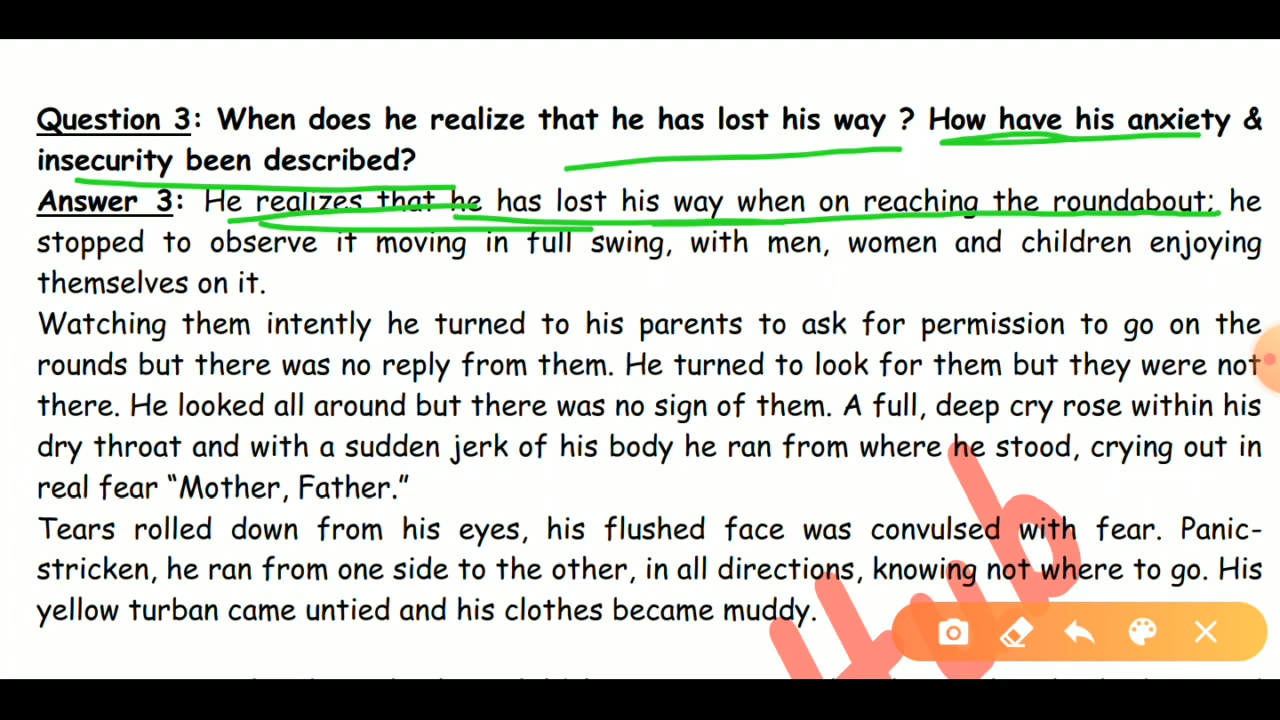 Question 3: When does he realize that he has lost his way ? How have his anxiety &
insecurity been described?
Answer 3: He realizes that he has lost his way when on reaching the roundabout; he
stopped to observe it moving in full swing, with men, women and children enjoying
themselves on it.
Watching them intently he turned to his parents to ask for permission to go on the
rounds but there was no reply from them. He turned to look for them but they were not
there. He looked all around but there was no sign of them. A full, deep cry rose within his
dry throat and with a sudden jerk of his body he ran from where he stood, crying out in
real fear “Mother, Father.”
Tears rolled down from his eyes, his flushed face was convulsed with fear. Panic-
stricken, he ran from one side to the other, in all directions, knowing not where to go. His
yellow turban came untied and his clothes became muddy.
Hub